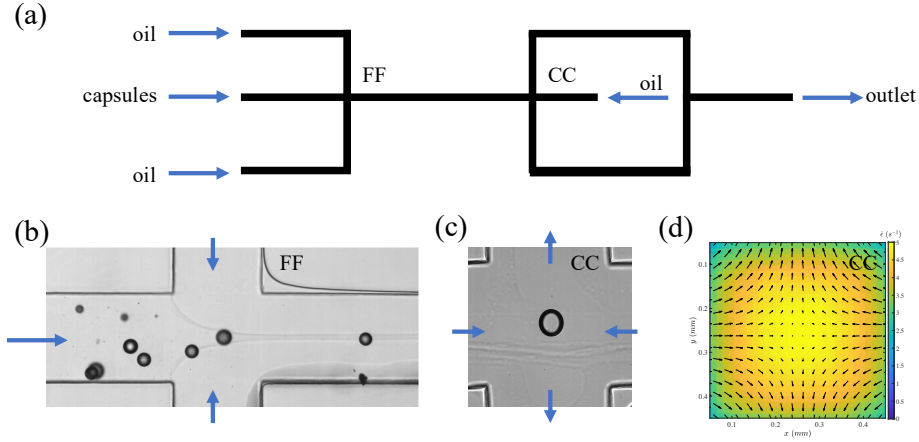 (a)
oil
FF
CC
capsules
oil
outlet
oil
(b)
FF
(c)
CC
(d)
ε̇ (s⁻¹)
CC
0.1
0.2
0.3
0.4
y (mm)
0.1
0.2
0.3
0.4
x (mm)
5
4.5
4
3.5
3
2.5
2
1.5
1
0.5
0